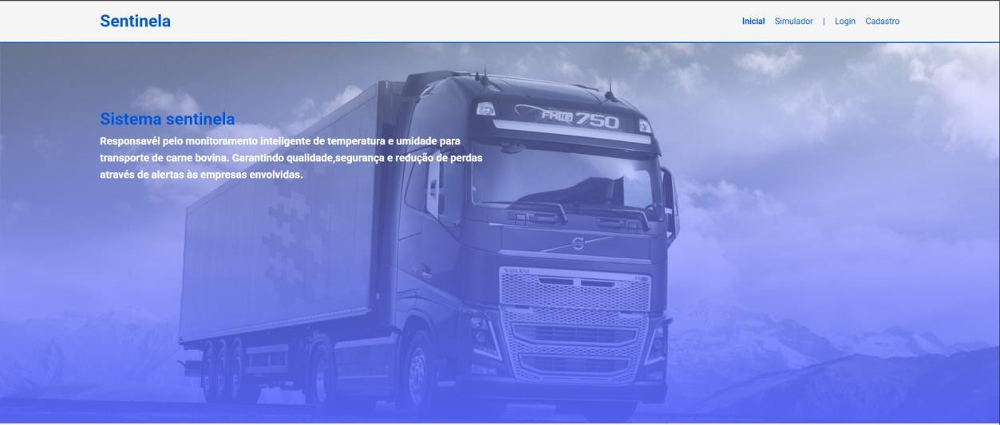 Sentinela
Inicial Simulador | Login Cadastro
Sistema sentinela
Responsavél pelo monitoramento inteligente de temperatura e umidade para
transporte de carne bovina. Garantindo qualidade,segurança e redução de perdas
através de alertas às empresas envolvidas.
750
VOLVO